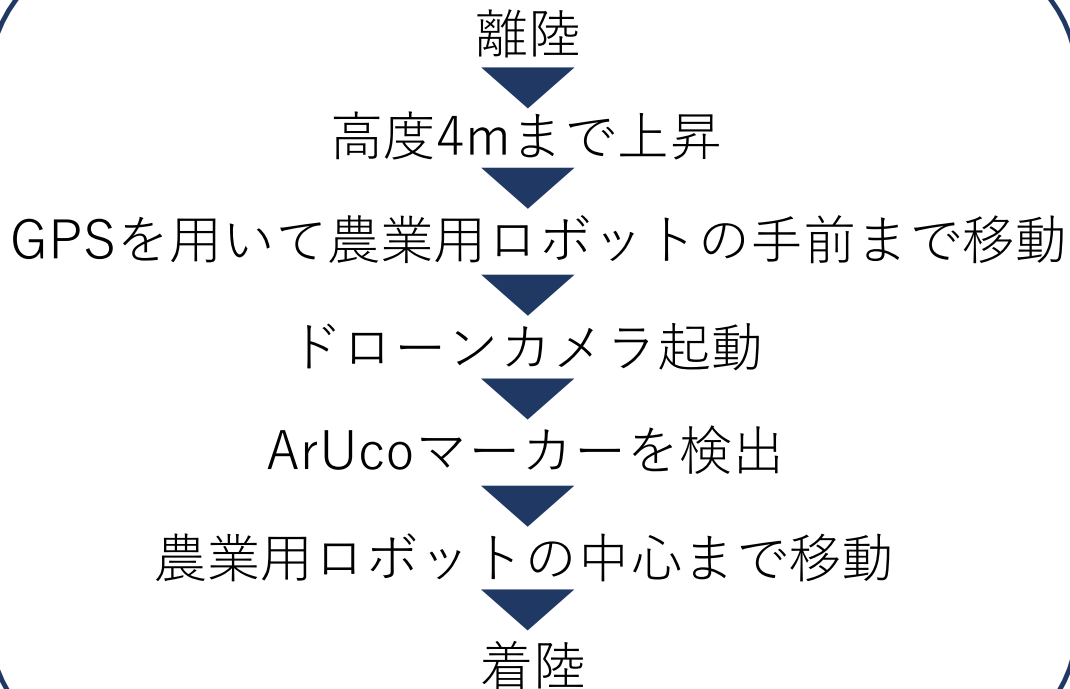 離陸
高度4mまで上昇
GPSを用いて農業用ロボットの手前まで移動
ドローンカメラ起動
ArUcoマーカーを検出
農業用ロボットの中心まで移動
着陸